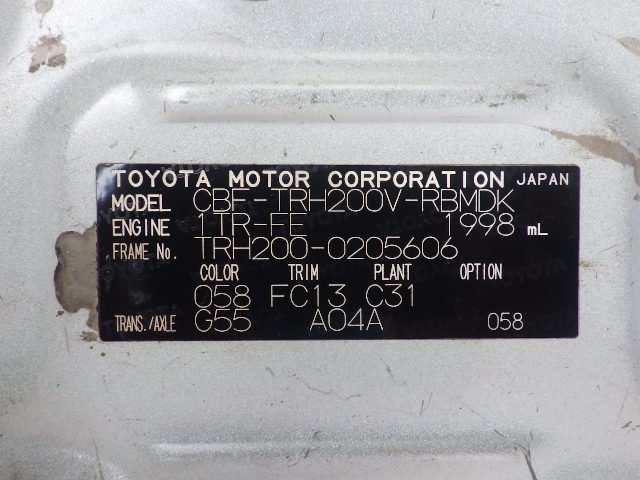 TOYOTA MOTOR CORPORATION JAPAN
MODEL CBF-TRH200V-RBMDK
ENGINE 1TR-FE 1998 mL
FRAME No. TRH200-0205606
COLOR TRIM PLANT OPTION
058 FC13 C31
TRANS./AXLE G55 A04A 058